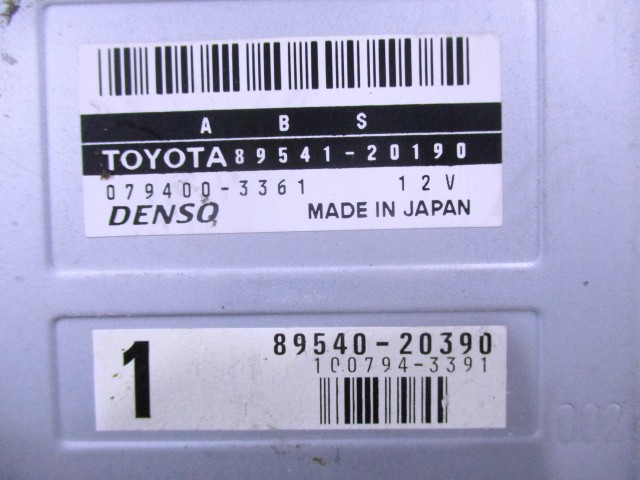 A B S
TOYOTA 89541-20190
079400-3361 12V
DENSO MADE IN JAPAN
1 89540-20390
100794-3391